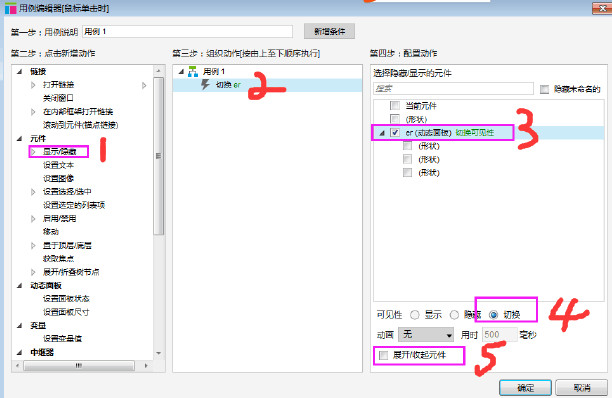 用例编辑器[鼠标单击时]
第一步：用例说明 用例 1 新增条件
第二步：点击新增动作
链接
打开链接
关闭窗口
在内部框架打开链接
滚动到元件(锚点链接)
元件
显示/隐藏 1
设置文本
设置图像
设置选择/选中
设置选定的列表项
启用/禁用
移动
置于顶层/底层
获取焦点
展开/折叠树节点
动态面板
设置面板状态
设置面板尺寸
变量
设置变量值
中继器
第三步：组织动作[按由上至下顺序执行]
用例 1
切换 er 2
第四步：配置动作
选择隐藏/显示的元件
搜索 隐藏未命名的
当前元件
(形状)
er (动态面板) 切换可见性 3
(形状)
(形状)
(形状)
可见性 显示 隐藏 切换 4
动画 无 用时 500 毫秒
展开/收起元件 5
确定 取消